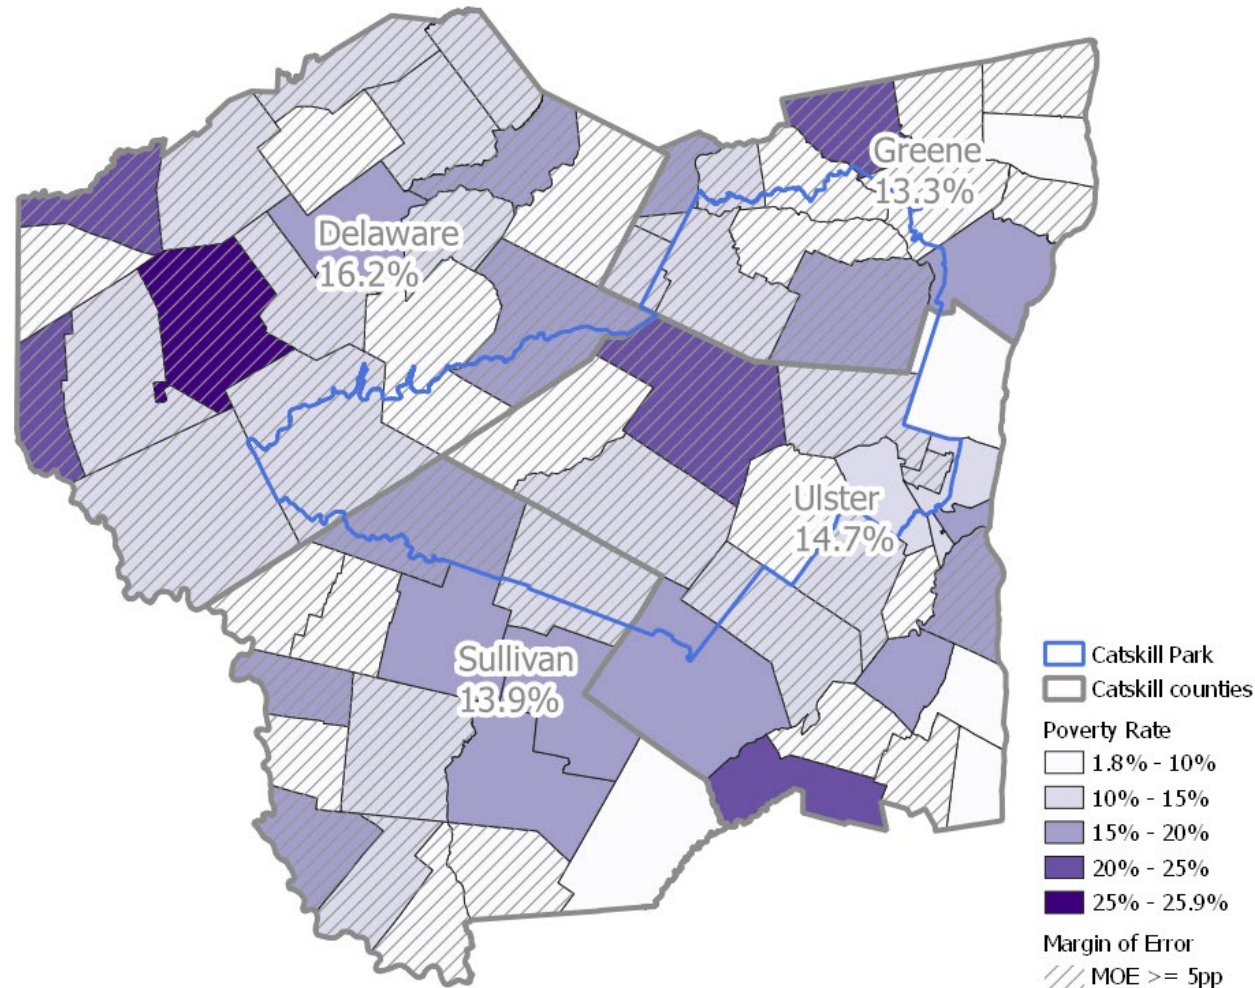 Greene
13.3%
Delaware
16.2%
Ulster
14.7%
Sullivan
13.9%
Catskill Park
Catskill counties
Poverty Rate
1.8% - 10%
10% - 15%
15% - 20%
20% - 25%
25% - 25.9%
Margin of Error
MOE >= 5pp